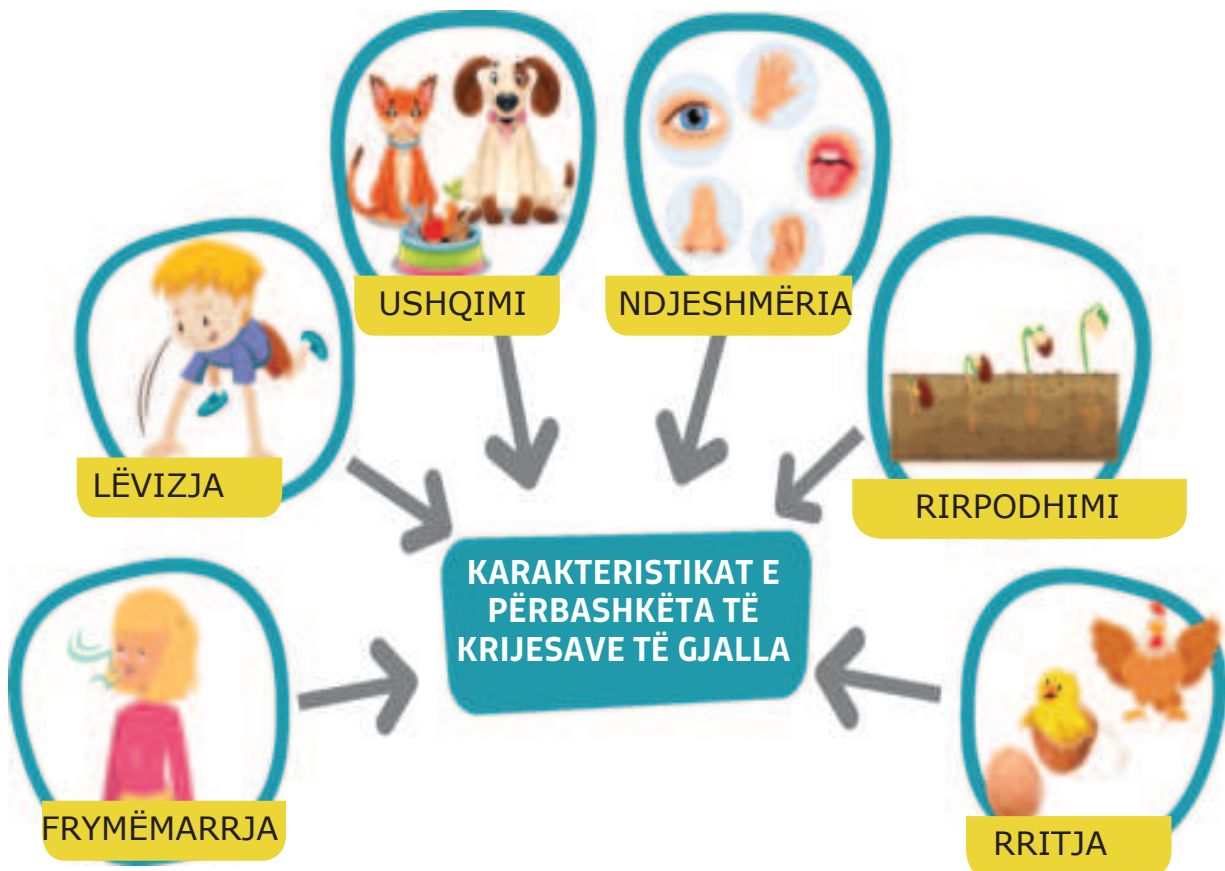 USHQIMI
NDJESHMËRIA
LËVIZJA
RIRPODHIMI
KARAKTERISTIKAT E
PËRBASHKËTA TË
KRIJESAVE TË GJALLA
FRYMËMARRJA
RRITJA